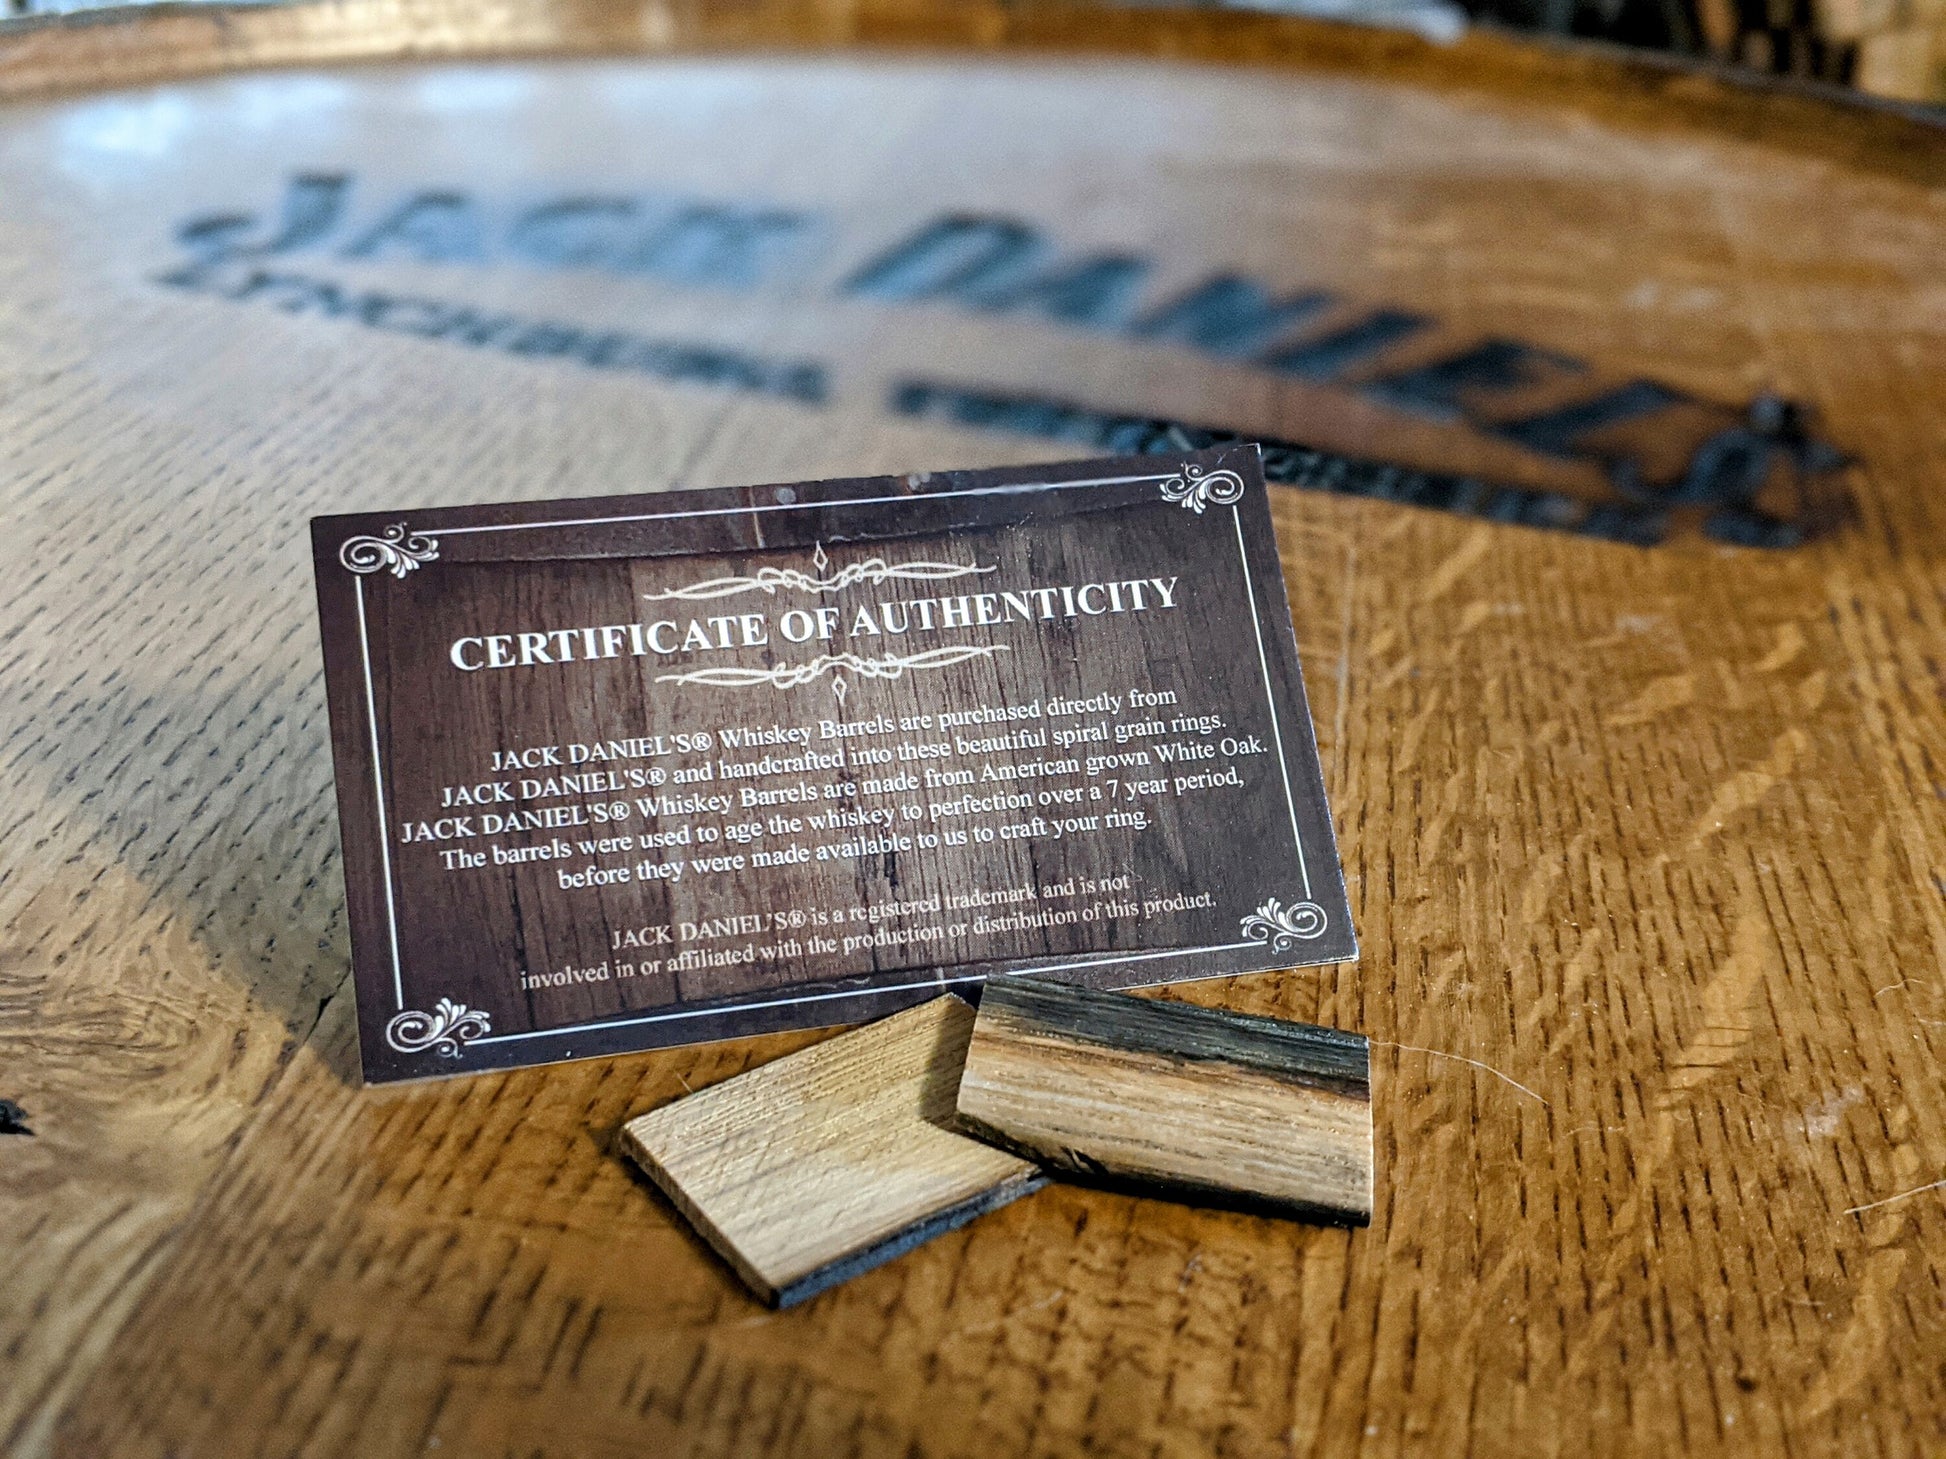 JACK DANIEL'S
LYNCHBURG
CERTIFICATE OF AUTHENTICITY
JACK DANIEL'S® Whiskey Barrels are purchased directly from
JACK DANIEL'S® and handcrafted into these beautiful spiral grain rings.
JACK DANIEL'S® Whiskey Barrels are made from American grown White Oak.
The barrels were used to age the whiskey to perfection over a 7 year period,
before they were made available to us to craft your ring.
JACK DANIEL'S® is a registered trademark and is not
involved in or affiliated with the production or distribution of this product.